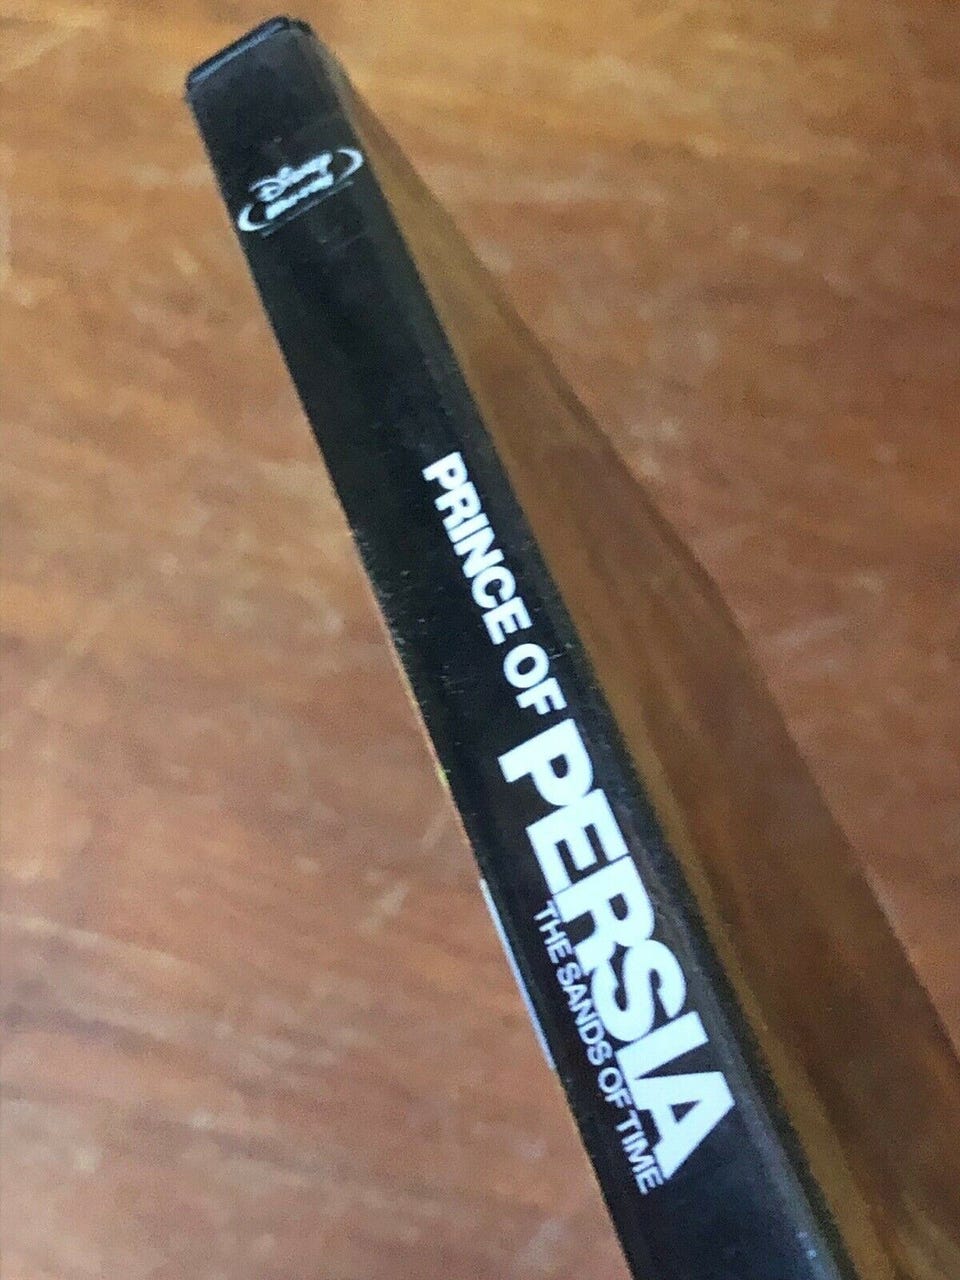 PRINCE OF
PERSIA
THE SANDS OF TIME